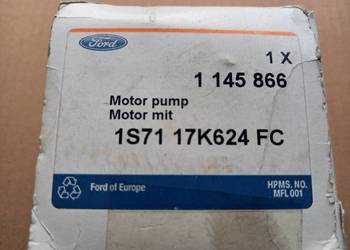 Ford
1 X
1 145 866
Motor pump
Motor mit
1S71 17K624 FC
Ford of Europe
HPMS. NO.
MFL 001